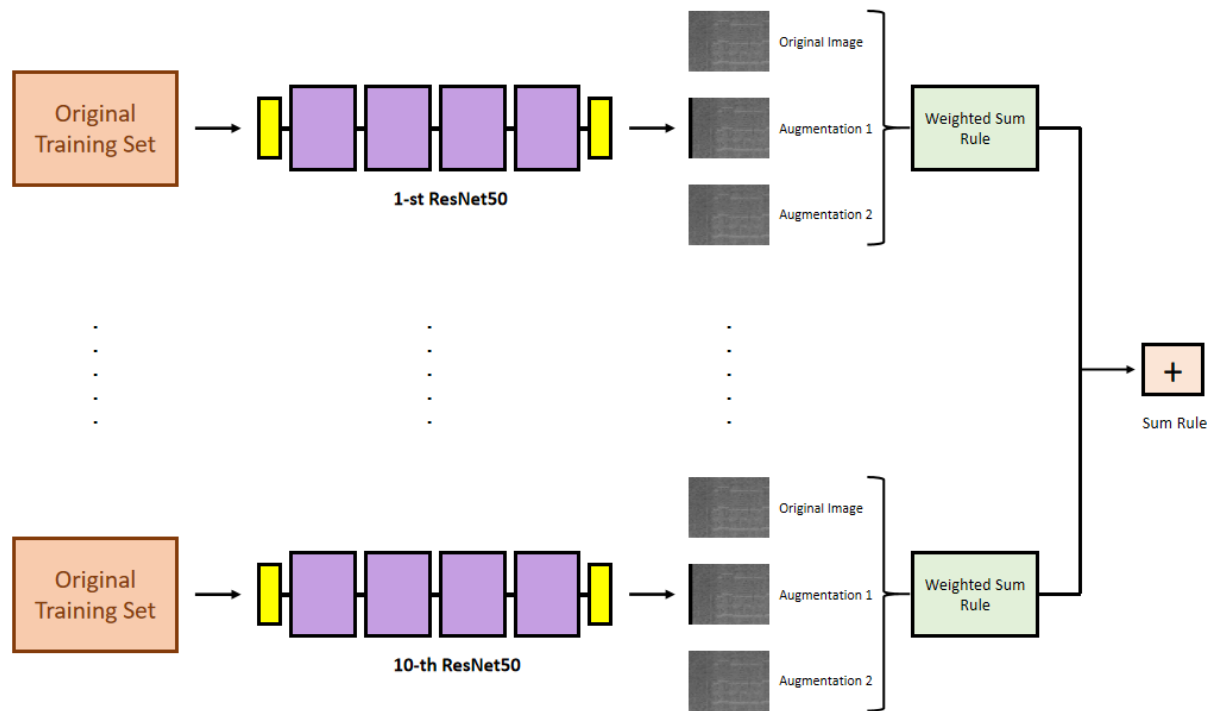 Original
Training Set
1-st ResNet50
Original Image
Augmentation 1
Augmentation 2
Weighted Sum
Rule
+
Sum Rule
Original
Training Set
10-th ResNet50
Original Image
Augmentation 1
Augmentation 2
Weighted Sum
Rule